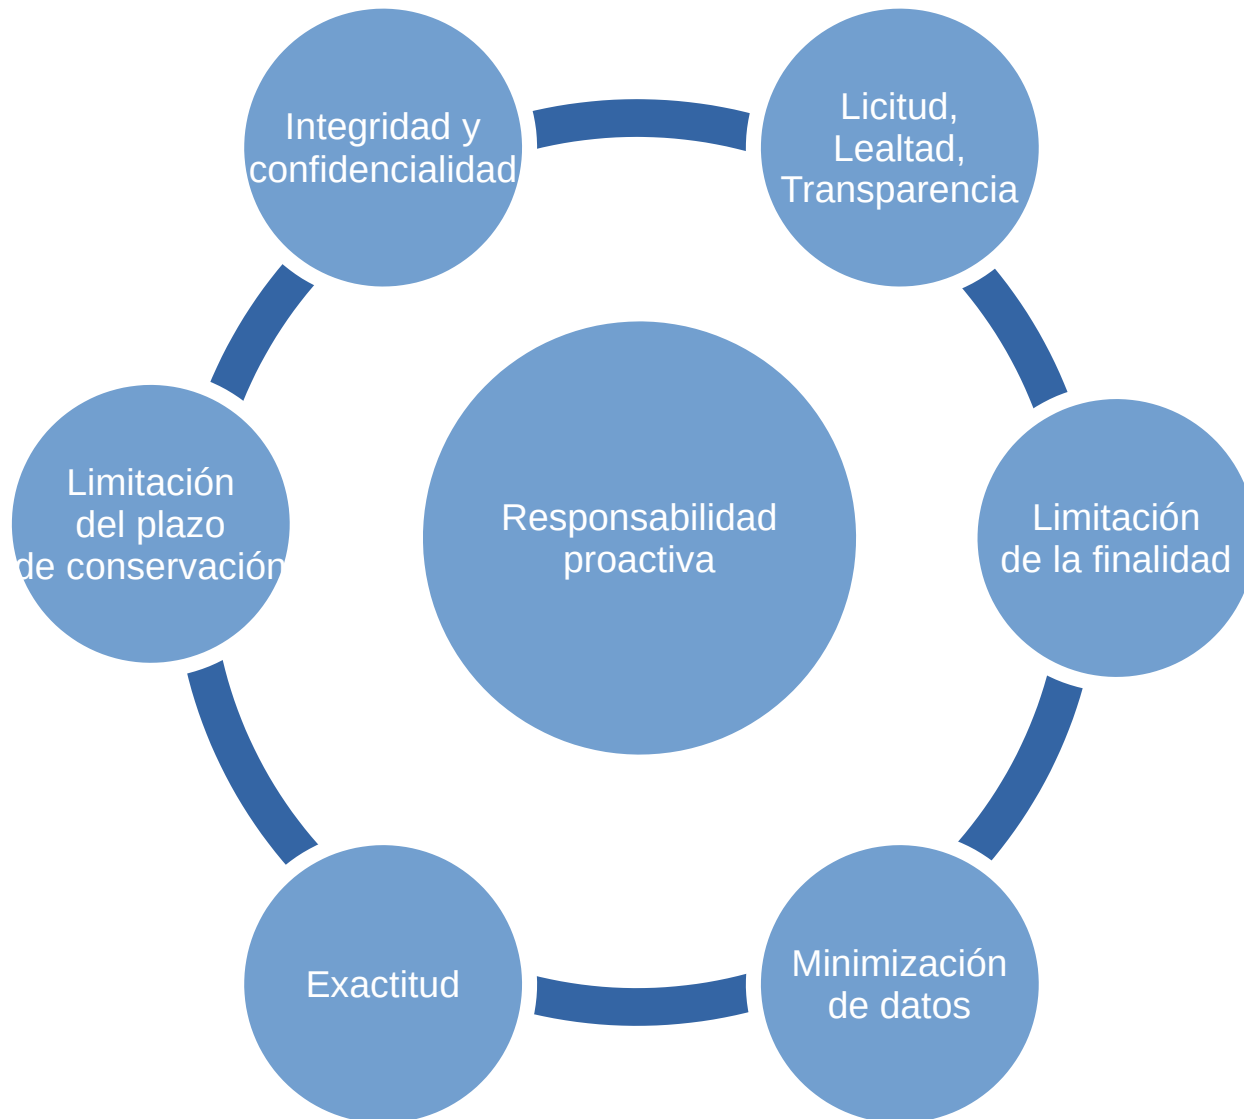 Integridad y
confidencialidad
Licitud,
Lealtad,
Transparencia
Limitación
del plazo
de conservación
Responsabilidad
proactiva
Limitación
de la finalidad
Exactitud
Minimización
de datos